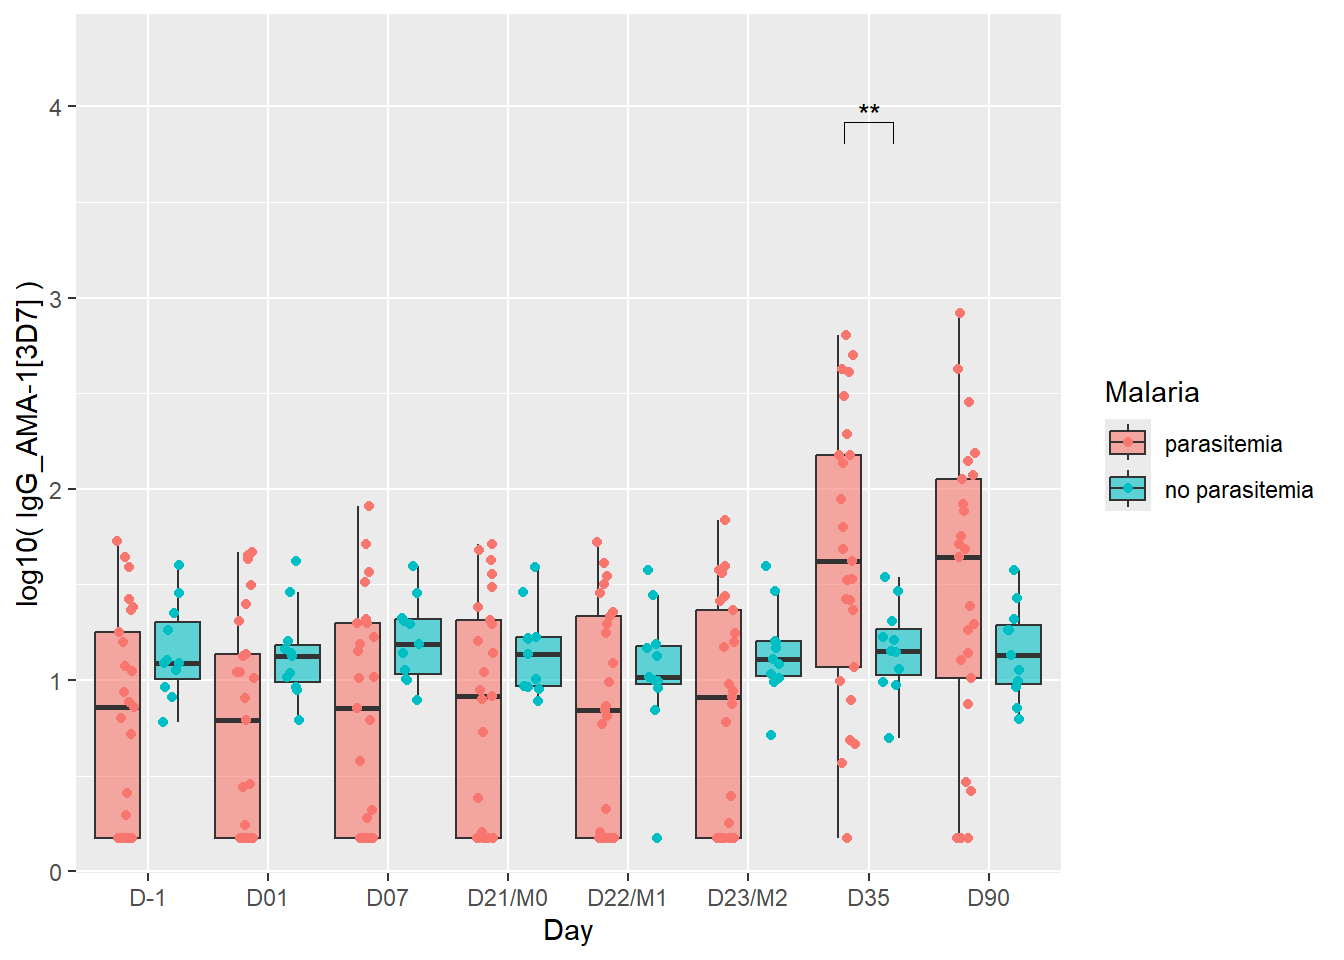 log10( IgG_AMA-1[3D7] )
4
3
2
1
0
**
D-1 D01 D07 D21/M0 D22/M1 D23/M2 D35 D90
Day
Malaria
parasitemia
no parasitemia